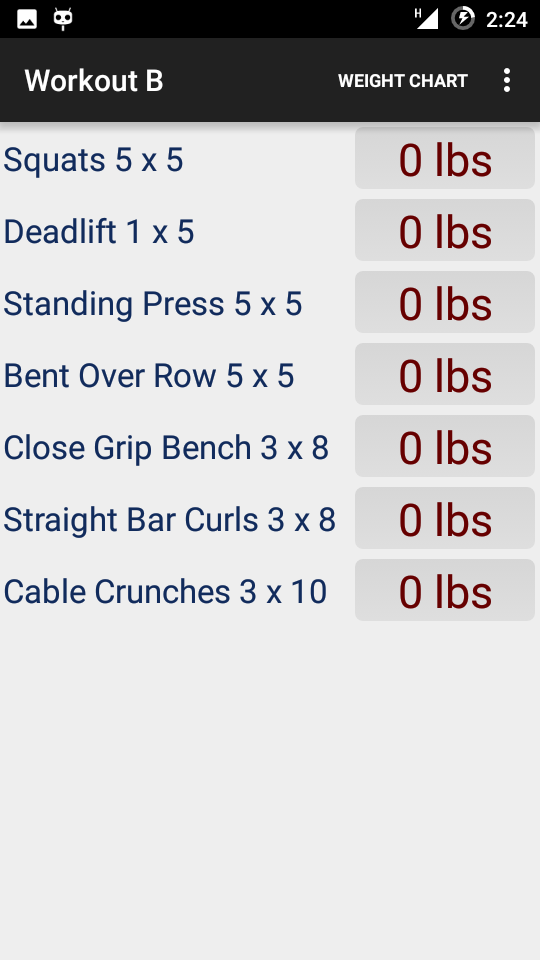 H 2:24
Workout B WEIGHT CHART
Squats 5 x 5 0 lbs
Deadlift 1 x 5 0 lbs
Standing Press 5 x 5 0 lbs
Bent Over Row 5 x 5 0 lbs
Close Grip Bench 3 x 8 0 lbs
Straight Bar Curls 3 x 8 0 lbs
Cable Crunches 3 x 10 0 lbs